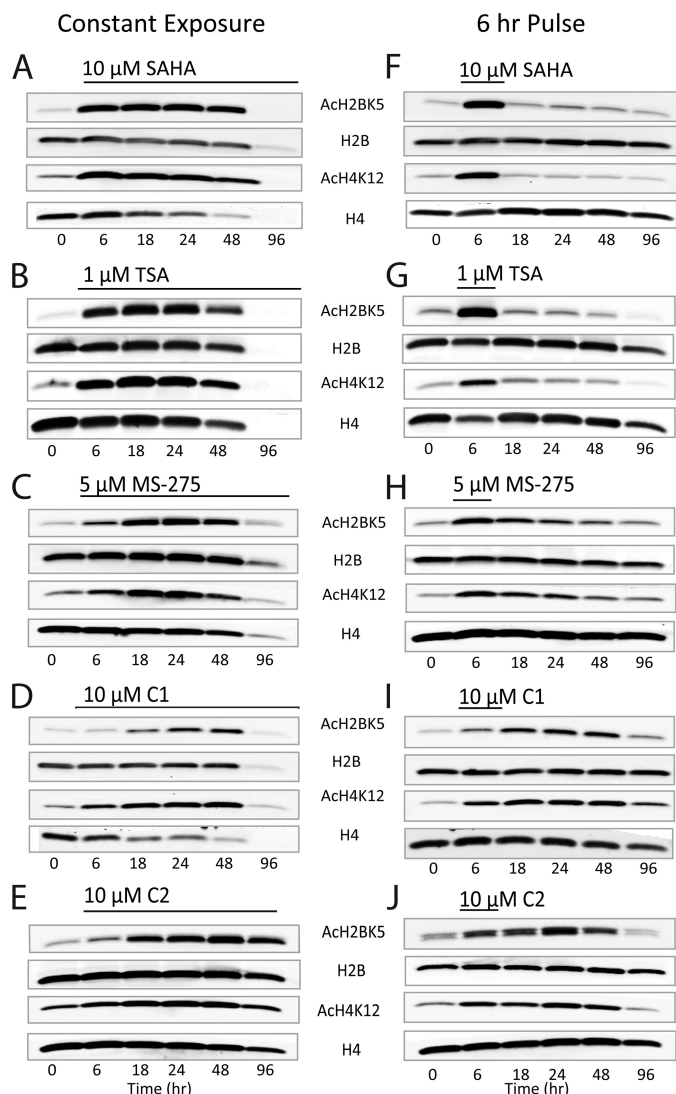 Constant Exposure
6 hr Pulse
A
10 µM SAHA
F
10 µM SAHA
AcH2BK5
H2B
AcH4K12
H4
0 6 18 24 48 96
0 6 18 24 48 96
B
1 µM TSA
G
1 µM TSA
AcH2BK5
H2B
AcH4K12
H4
0 6 18 24 48 96
0 6 18 24 48 96
C
5 µM MS-275
H
5 µM MS-275
AcH2BK5
H2B
AcH4K12
H4
0 6 18 24 48 96
0 6 18 24 48 96
D
10 µM C1
I
10 µM C1
AcH2BK5
H2B
AcH4K12
H4
0 6 18 24 48 96
0 6 18 24 48 96
E
10 µM C2
J
10 µM C2
AcH2BK5
H2B
AcH4K12
H4
0 6 18 24 48 96
0 6 18 24 48 96
Time (hr)
Time (hr)